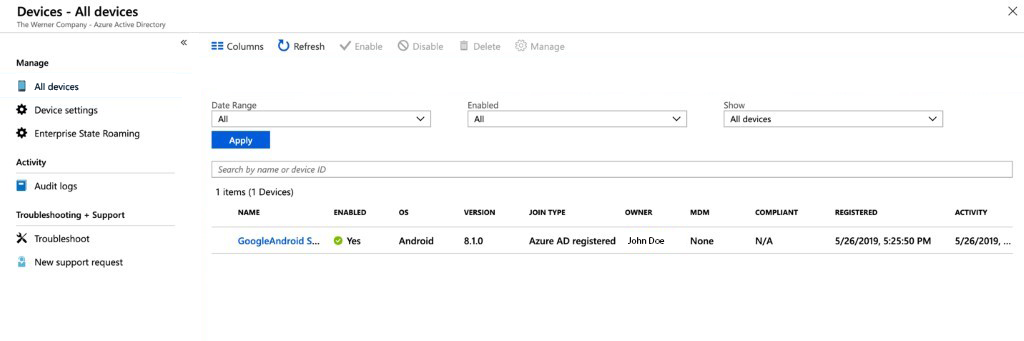 Devices - All devices
The Werner Company - Azure Active Directory
«
Columns Refresh Enable Disable Delete Manage
Manage
All devices
Device settings
Enterprise State Roaming
Activity
Audit logs
Troubleshooting + Support
Troubleshoot
New support request
Date Range Enabled Show
All All All devices
Apply
Search by name or device ID
1 items (1 Devices)
NAME ENABLED OS VERSION JOIN TYPE OWNER MDM COMPLIANT REGISTERED ACTIVITY
GoogleAndroid S... Yes Android 8.1.0 Azure AD registered John Doe None N/A 5/26/2019, 5:25:50 PM 5/26/2019, ...